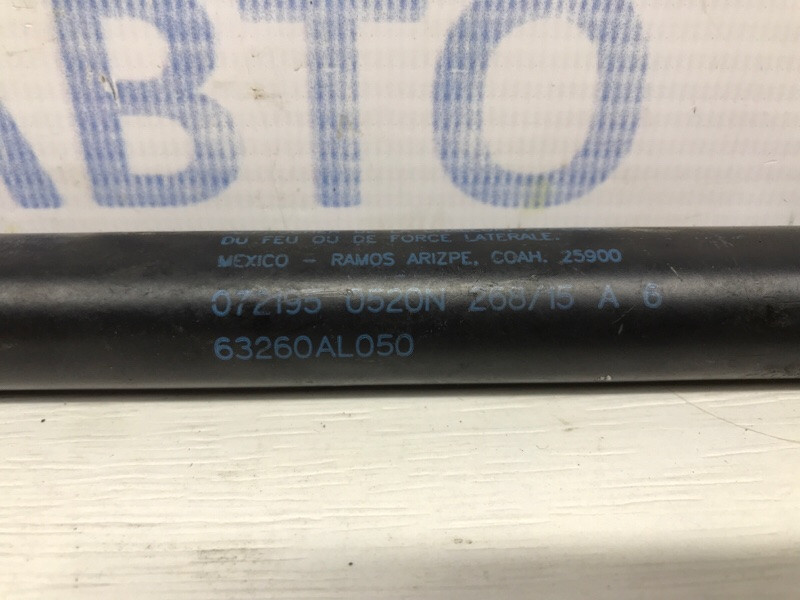 АВТО
DU FEU OU DE FORCE LATERALE.
MEXICO - RAMOS ARIZPE, COAH. 25900
072195 0520N 268/15 A 6
63260AL050